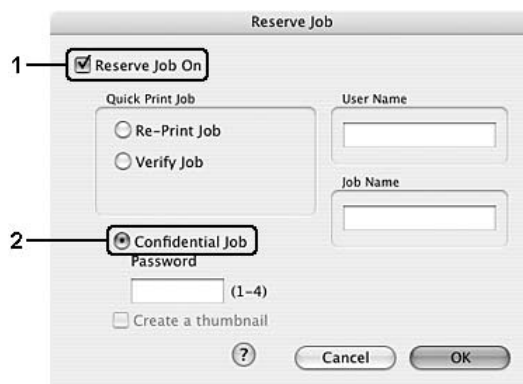 Reserve Job
1
Reserve Job On
Quick Print Job
User Name
Re-Print Job
Verify Job
Job Name
2
Confidential Job
Password
(1-4)
Create a thumbnail
?
Cancel
OK